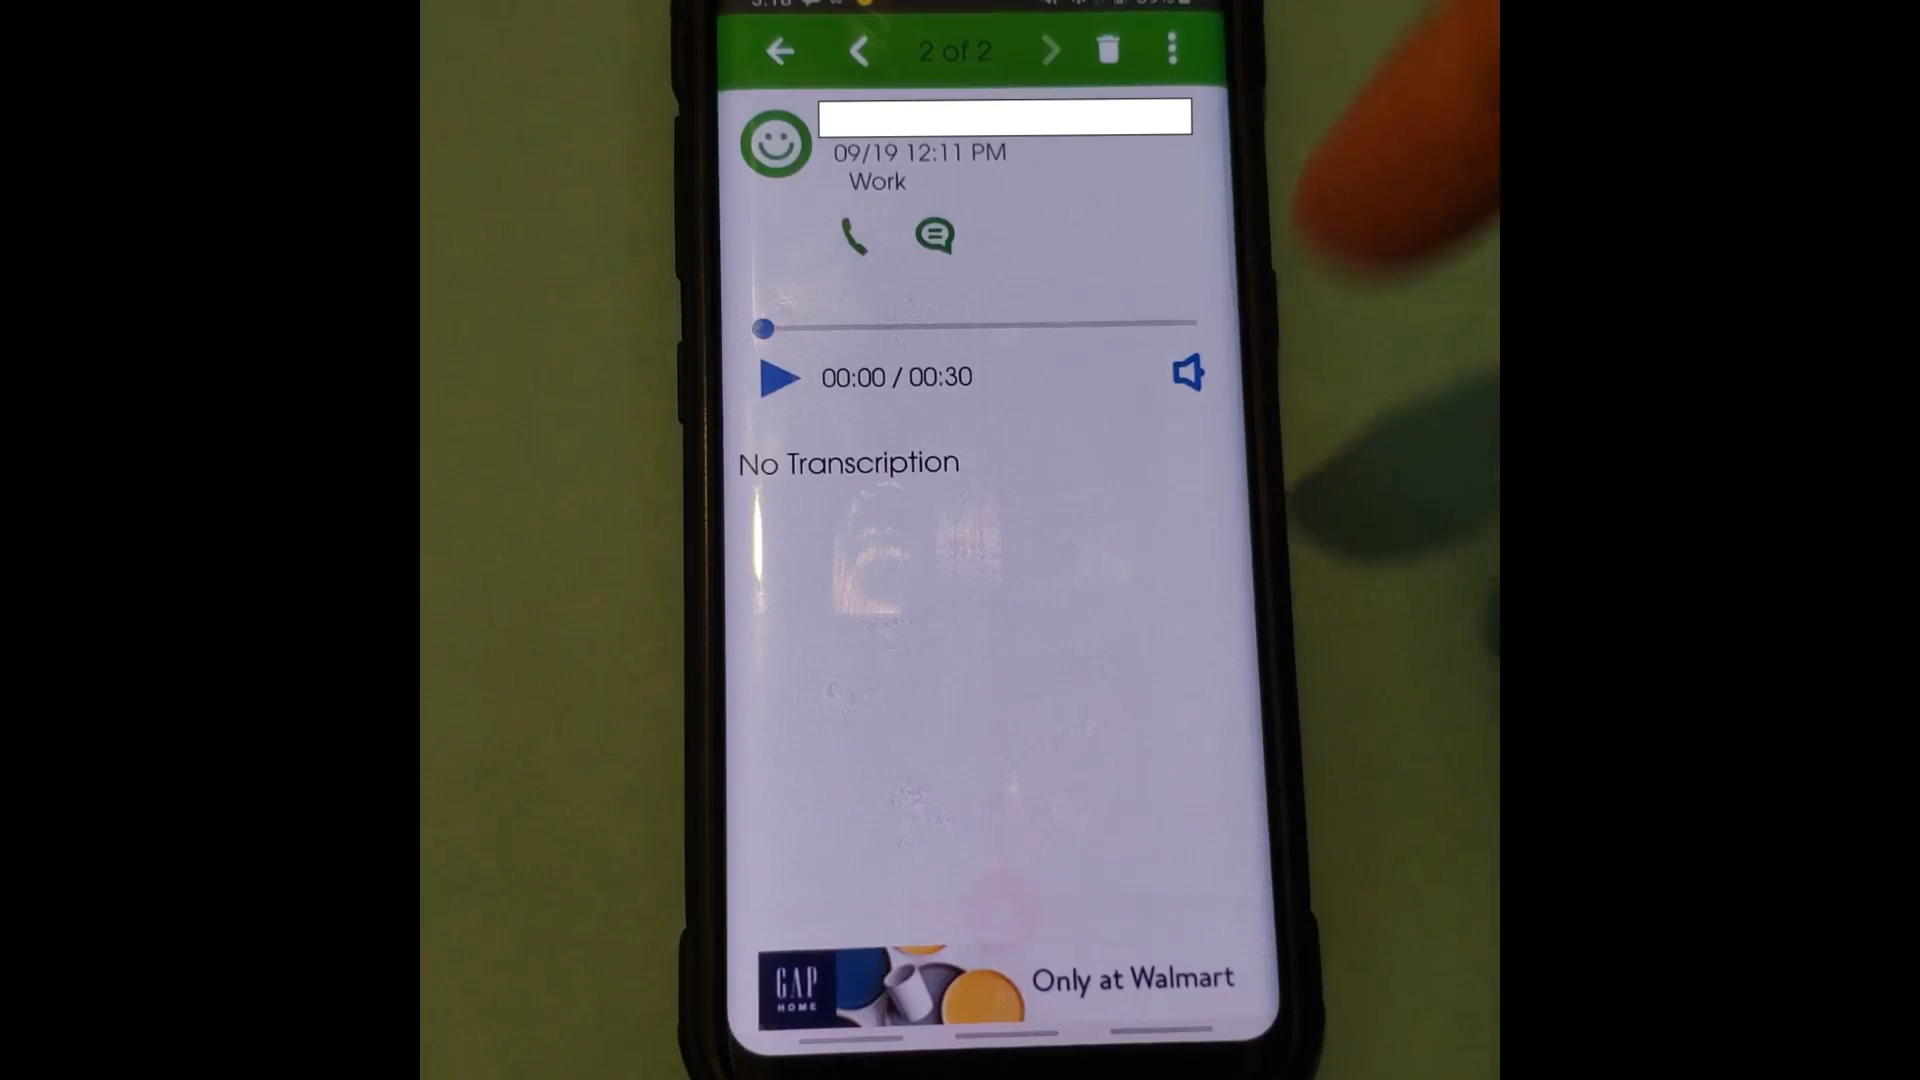 2 of 2
09/19 12:11 PM
Work
00:00 / 00:30
No Transcription
GAP
HOME
Only at Walmart